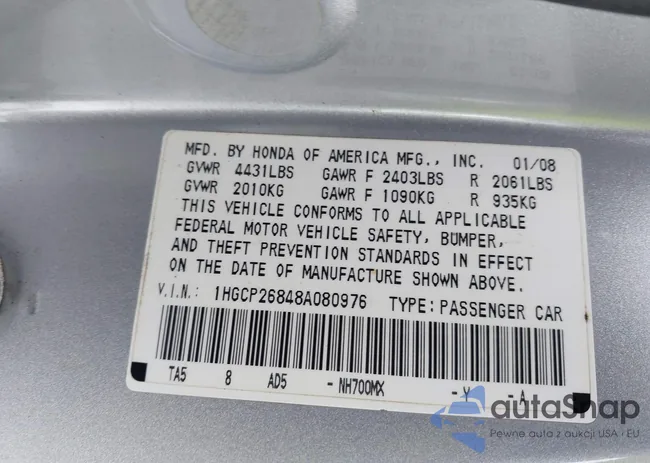 MFD. BY HONDA OF AMERICA MFG., INC. 01/08
GVWR 4431LBS GAWR F 2403LBS R 2061LBS
GVWR 2010KG GAWR F 1090KG R 935KG
THIS VEHICLE CONFORMS TO ALL APPLICABLE
FEDERAL MOTOR VEHICLE SAFETY, BUMPER,
AND THEFT PREVENTION STANDARDS IN EFFECT
ON THE DATE OF MANUFACTURE SHOWN ABOVE.
V.I.N.: 1HGCP26848A080976 TYPE: PASSENGER CAR
TA5 8 AD5 -NH700MX -Y -A
autaSnap
Pewne auta z aukcji USA i EU